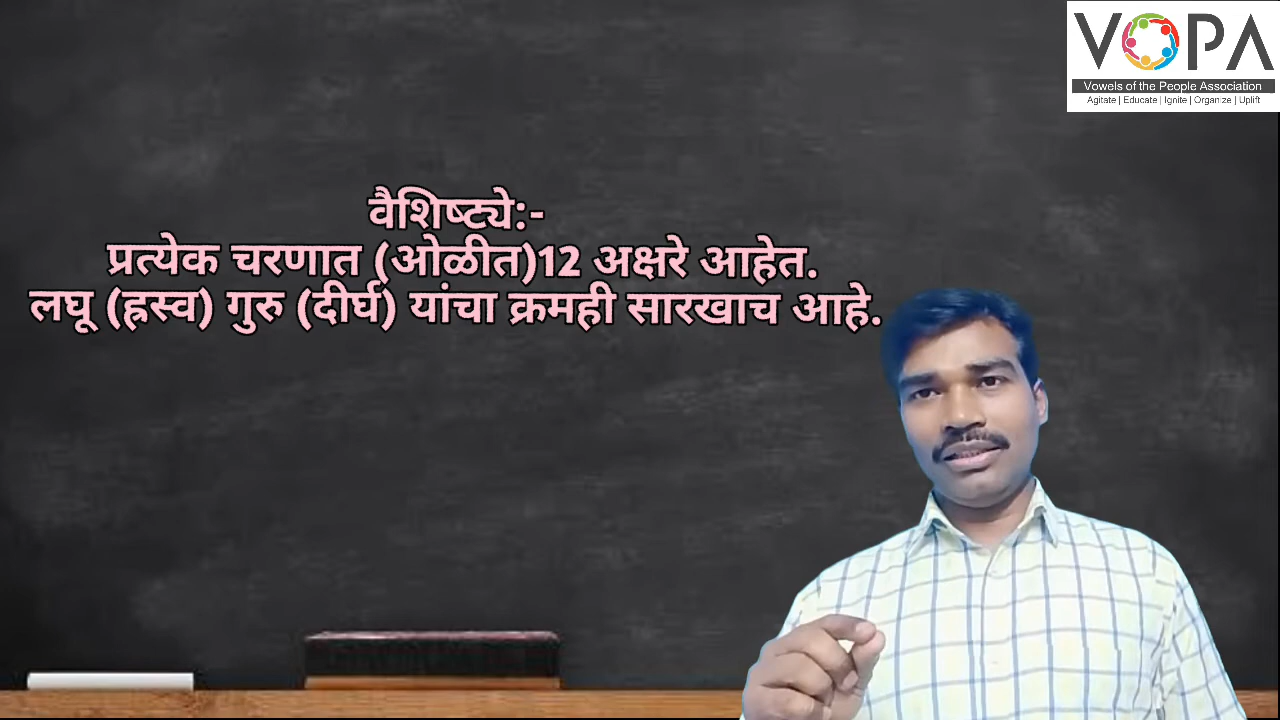 VOPA
Vowels of the People Association
Agitate | Educate | Ignite | Organize | Uplift
वैशिष्ट्ये:-
प्रत्येक चरणात (ओळीत)12 अक्षरे आहेत.
लघू (ह्रस्व) गुरु (दीर्घ) यांचा क्रमही सारखाच आहे.